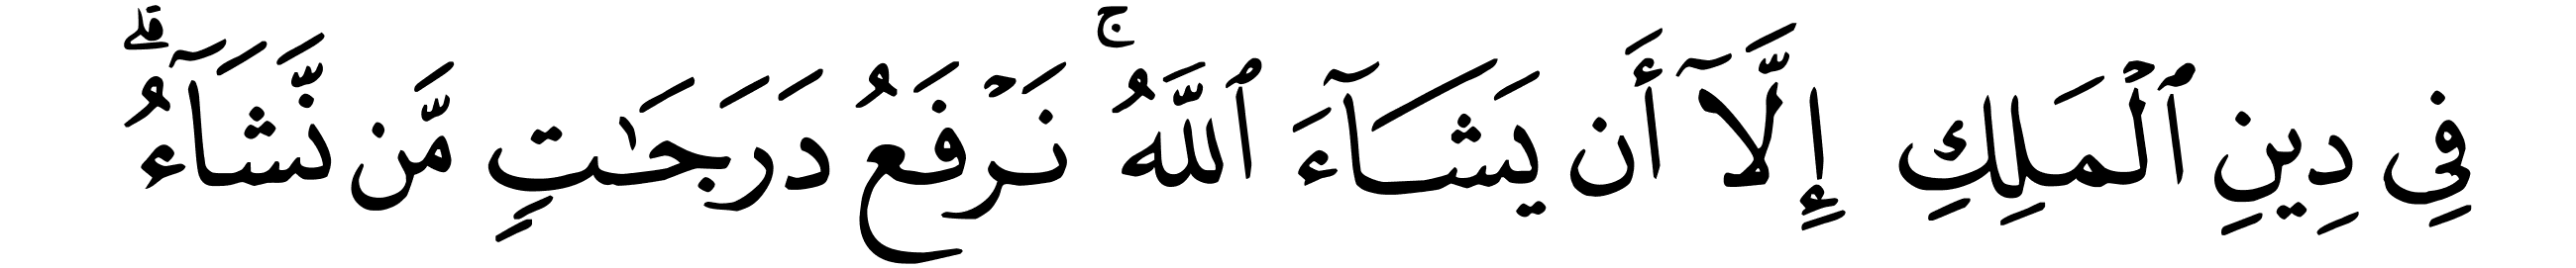 فِي دِينِ ٱلْمَلِكِ إِلَّآ أَن يَشَآءَ ٱللَّهُ ۚ نَرْفَعُ دَرَجَٰتٍ مَّن نَّشَآءُ ۗ